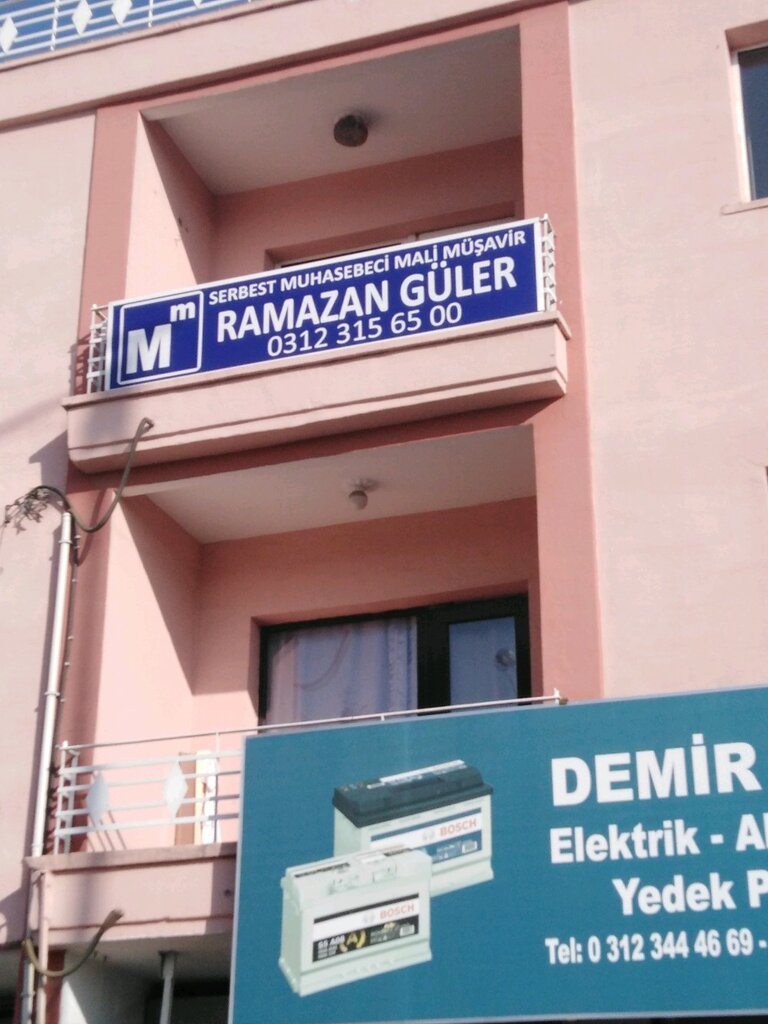 Mm
SERBEST MUHASEBECİ MALİ MÜŞAVİR
RAMAZAN GÜLER
0312 315 65 00
DEMİR
Elektrik -
Yedek
Tel: 0 312 344 46 69 -
BOSCH
BOSCH